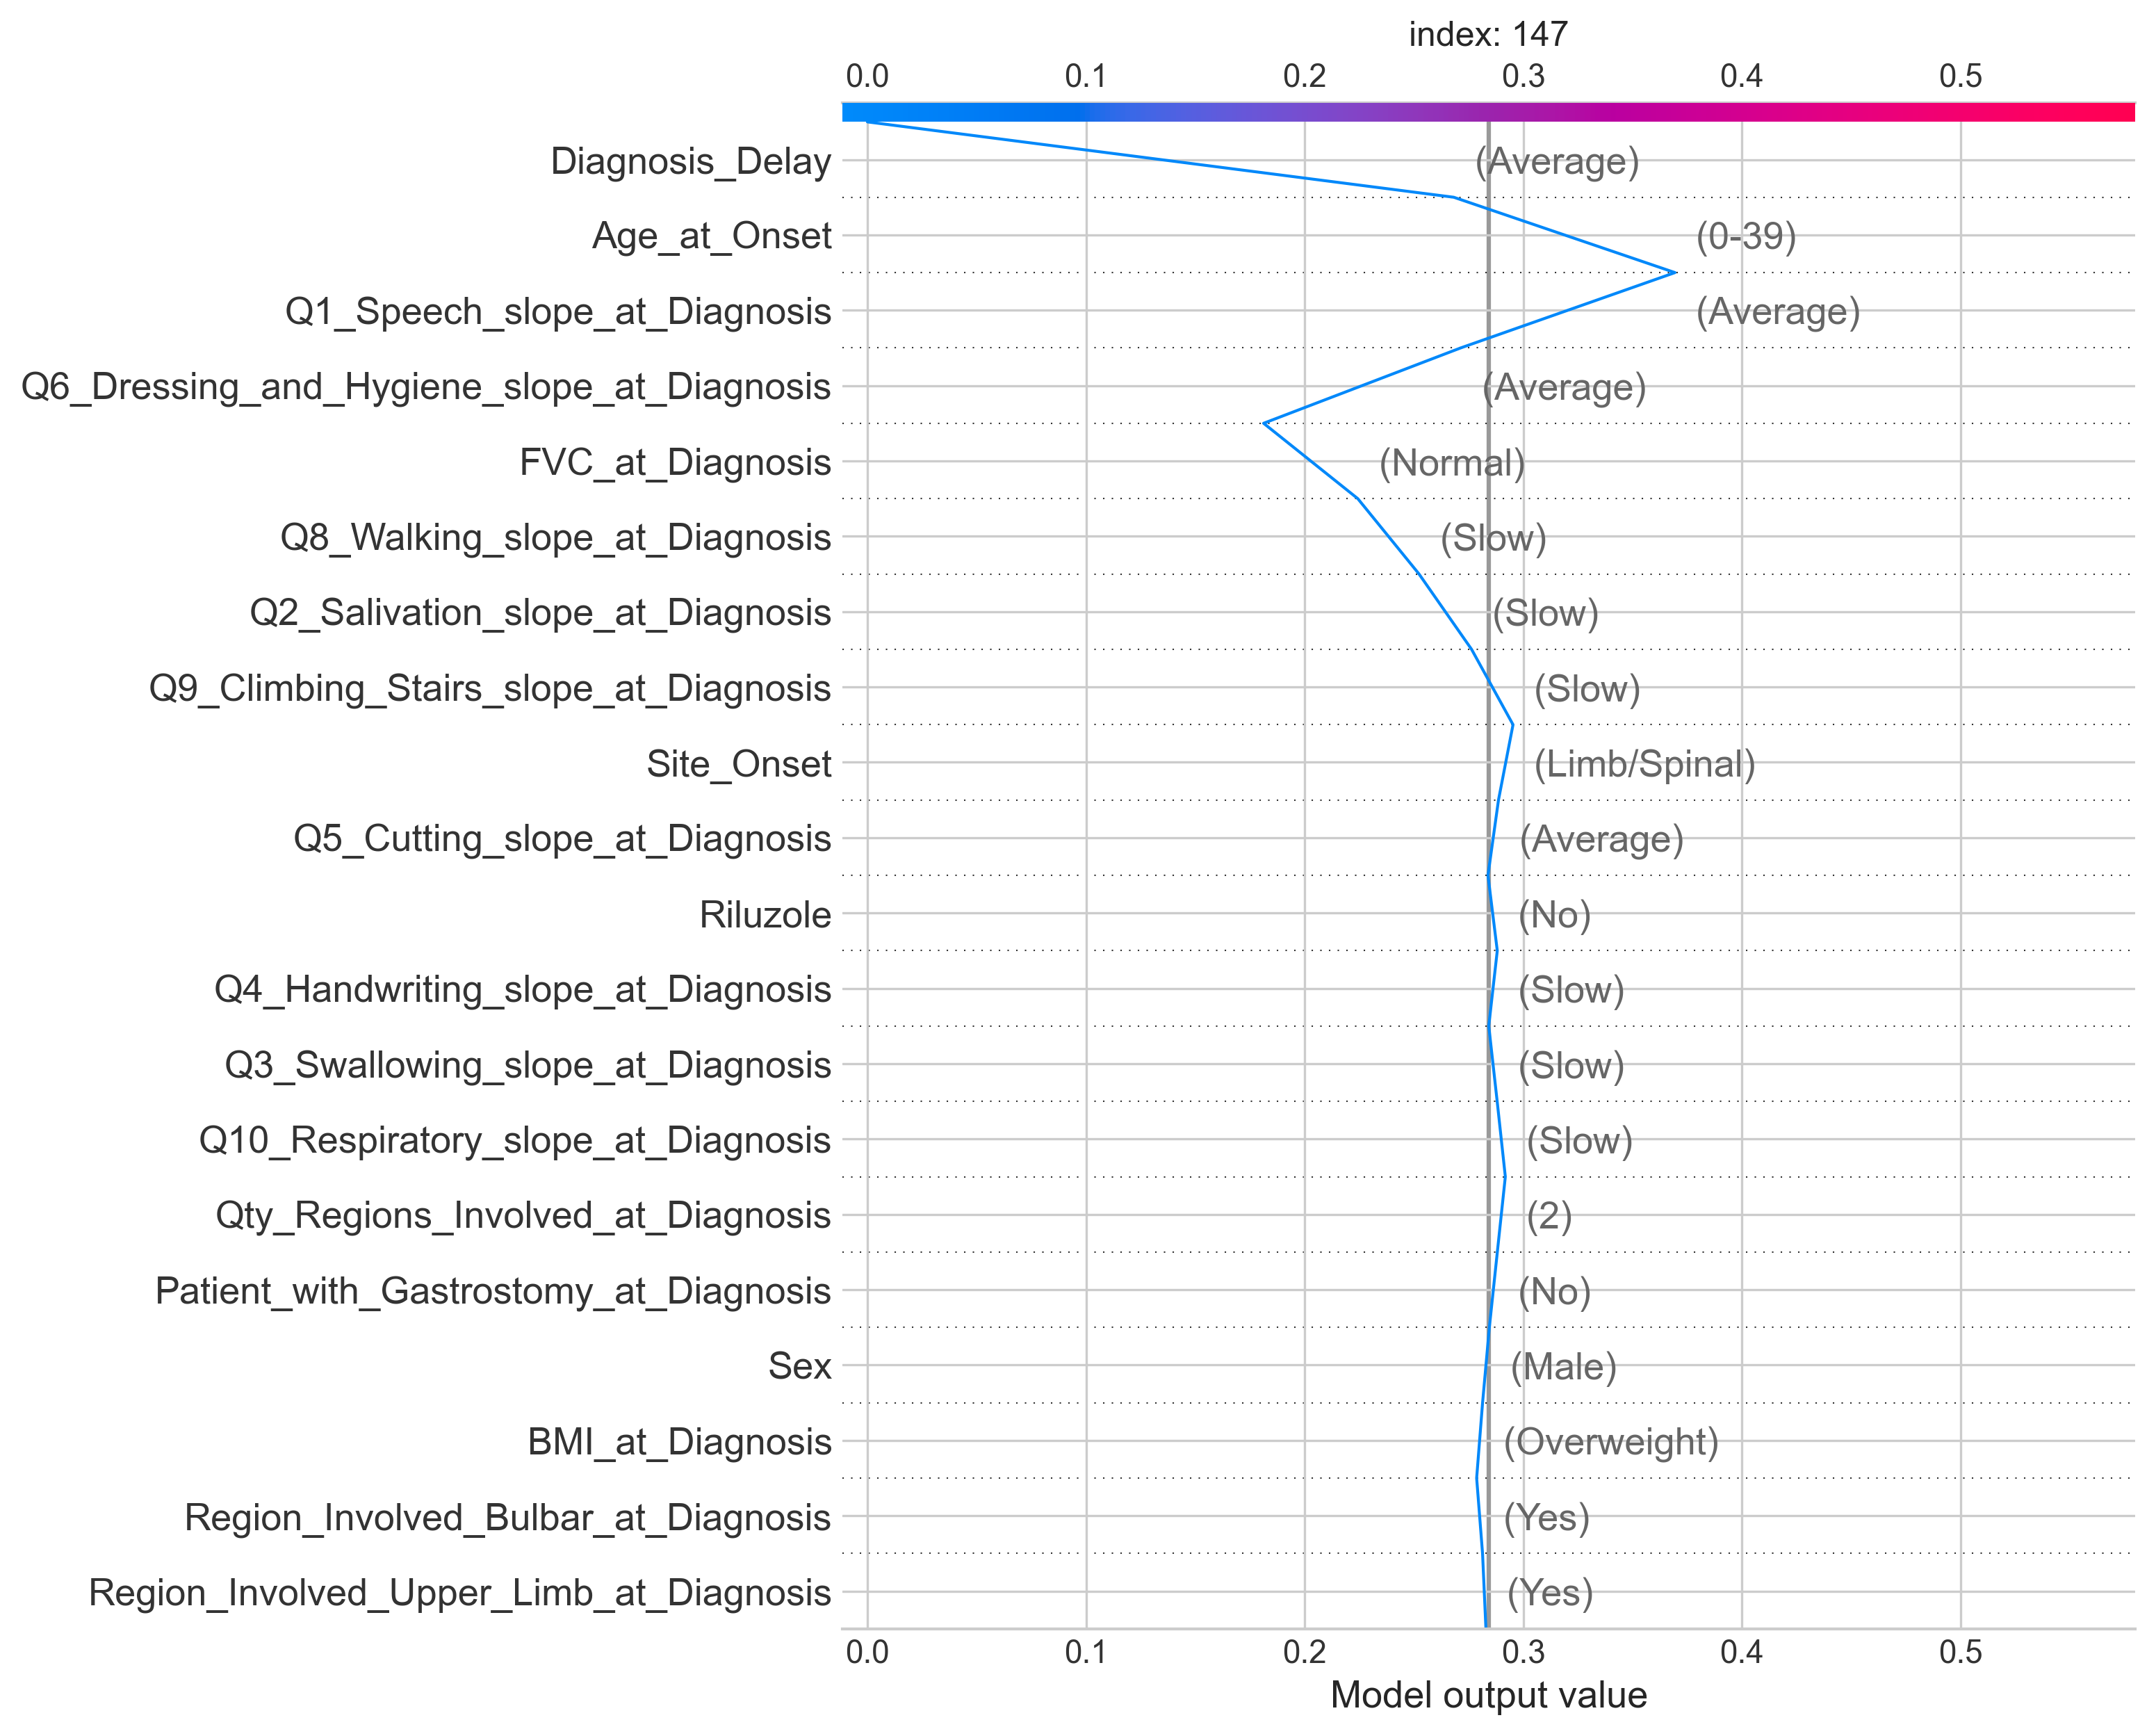 index: 147
0.0 0.1 0.2 0.3 0.4 0.5
Diagnosis_Delay (Average)
Age_at_Onset (0-39)
Q1_Speech_slope_at_Diagnosis (Average)
Q6_Dressing_and_Hygiene_slope_at_Diagnosis (Average)
FVC_at_Diagnosis (Normal)
Q8_Walking_slope_at_Diagnosis (Slow)
Q2_Salivation_slope_at_Diagnosis (Slow)
Q9_Climbing_Stairs_slope_at_Diagnosis (Slow)
Site_Onset (Limb/Spinal)
Q5_Cutting_slope_at_Diagnosis (Average)
Riluzole (No)
Q4_Handwriting_slope_at_Diagnosis (Slow)
Q3_Swallowing_slope_at_Diagnosis (Slow)
Q10_Respiratory_slope_at_Diagnosis (Slow)
Qty_Regions_Involved_at_Diagnosis (2)
Patient_with_Gastrostomy_at_Diagnosis (No)
Sex (Male)
BMI_at_Diagnosis (Overweight)
Region_Involved_Bulbar_at_Diagnosis (Yes)
Region_Involved_Upper_Limb_at_Diagnosis (Yes)
0.0 0.1 0.2 0.3 0.4 0.5
Model output value